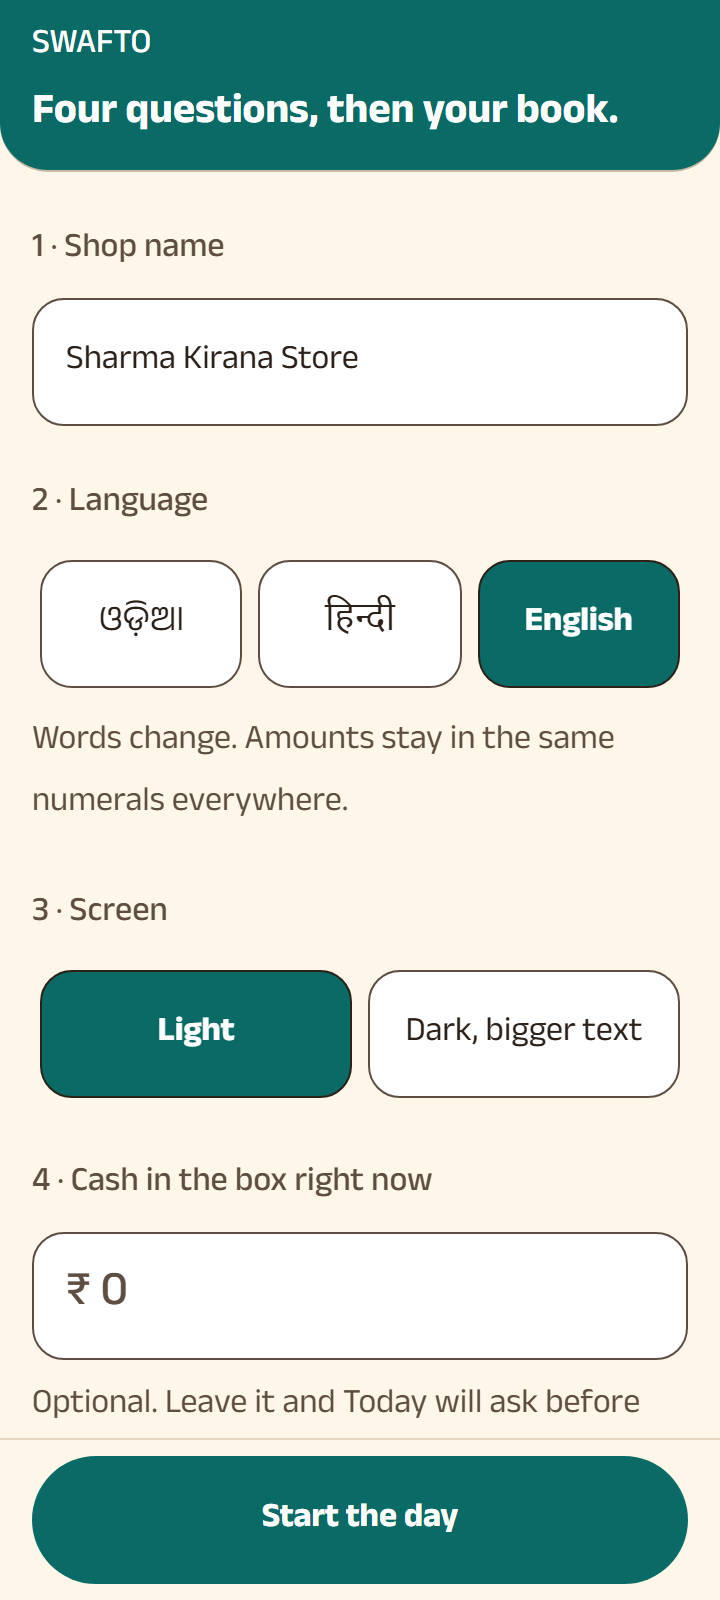 SWAFTO
Four questions, then your book.
1 · Shop name
Sharma Kirana Store
2 · Language
ଓଡ଼ିଆ
हिन्दी
English
Words change. Amounts stay in the same
numerals everywhere.
3 · Screen
Light
Dark, bigger text
4 · Cash in the box right now
₹ 0
Optional. Leave it and Today will ask before
Start the day